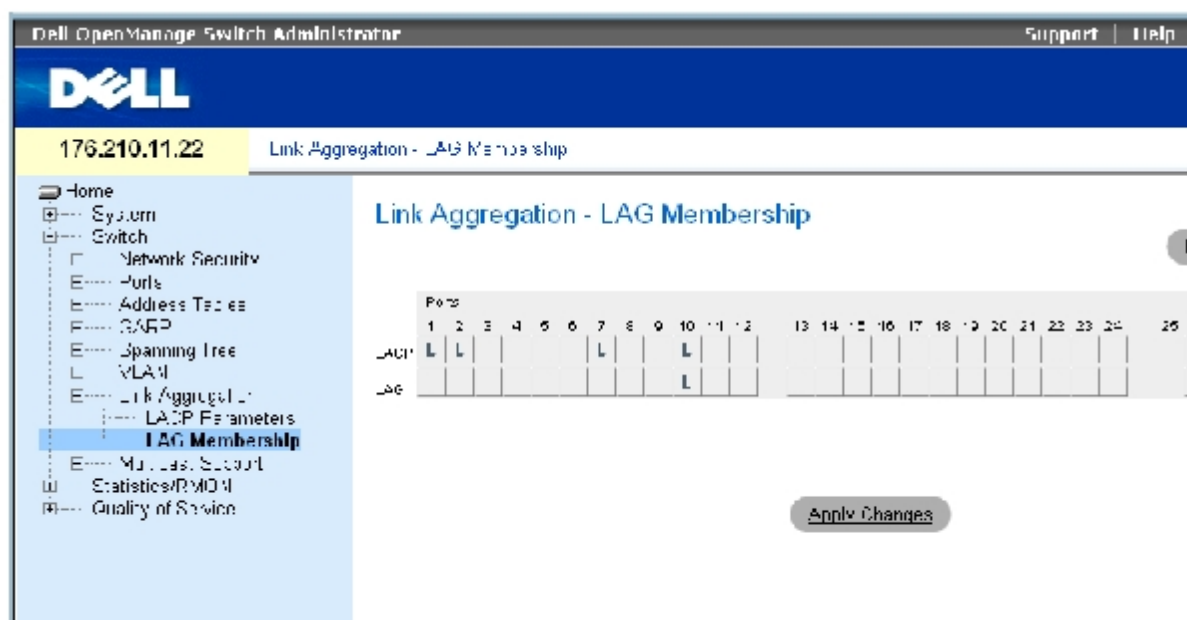 Dell OpenManage Switch Administrator
Support | Help
DELL
176.210.11.22
Link Aggregation - LAG Membership
Home
System
Switch
Network Security
Ports
Address Tables
GARP
Spanning Tree
VLAN
Link Aggregation
LACP Parameters
LAG Membership
Multicast Support
Statistics/RMON
Quality of Service
Link Aggregation - LAG Membership
Ports
1 2 3 4 5 6 7 8 9 10 11 12 13 14 15 16 17 18 19 20 21 22 23 24 25
LACP L L L L
LAG L
Apply Changes